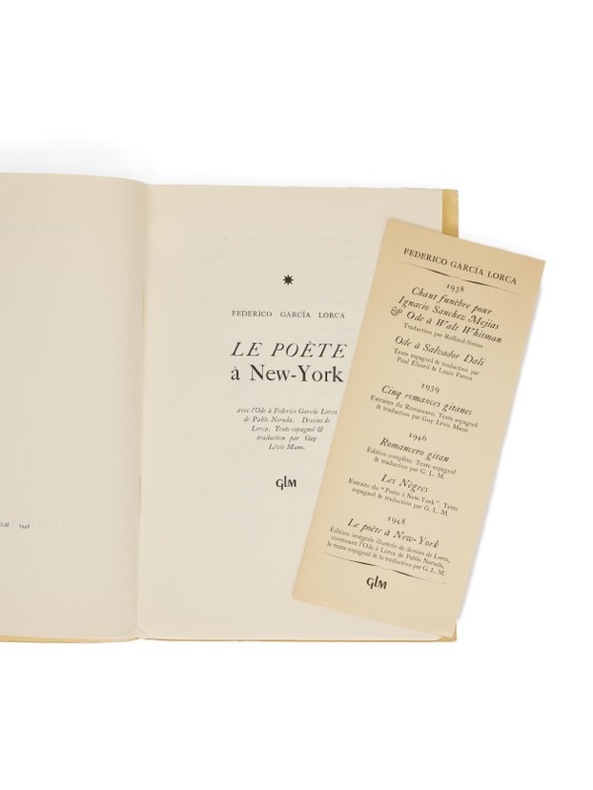 GLM 1948
✷
FEDERICO GARCÍA LORCA
LE POÈTE
à New-York
avec l'Ode à Federico García Lorca
de Pablo Neruda. Dessins de
Lorca. Texte espagnol &
traduction par Guy
Lévis Mano.
GLM
FEDERICO GARCÍA LORCA
1938
Chant funèbre pour
Ignacio Sanchez Mejias
& Ode à Walt Whitman
Traduction par Rolland-Simon
Ode à Salvador Dali
Texte espagnol & traduction par
Paul Éluard & Louis Parrot
1939
Cinq romances gitanes
Extraites du Romancero. Texte espagnol
& traduction par Guy Lévis Mano
1946
Romancero gitan
Édition complète. Texte espagnol
& traduction par G. L. M.
Les Nègres
Extraits du "Poète à New-York" Texte
espagnol & traduction par G. L. M.
1948
Le poète à New-York
Édition intégrale illustrée de dessins de Lorca,
contenant l'Ode à Lorca de Pablo Neruda,
le texte espagnol & la traduction par G. L. M.
GLM